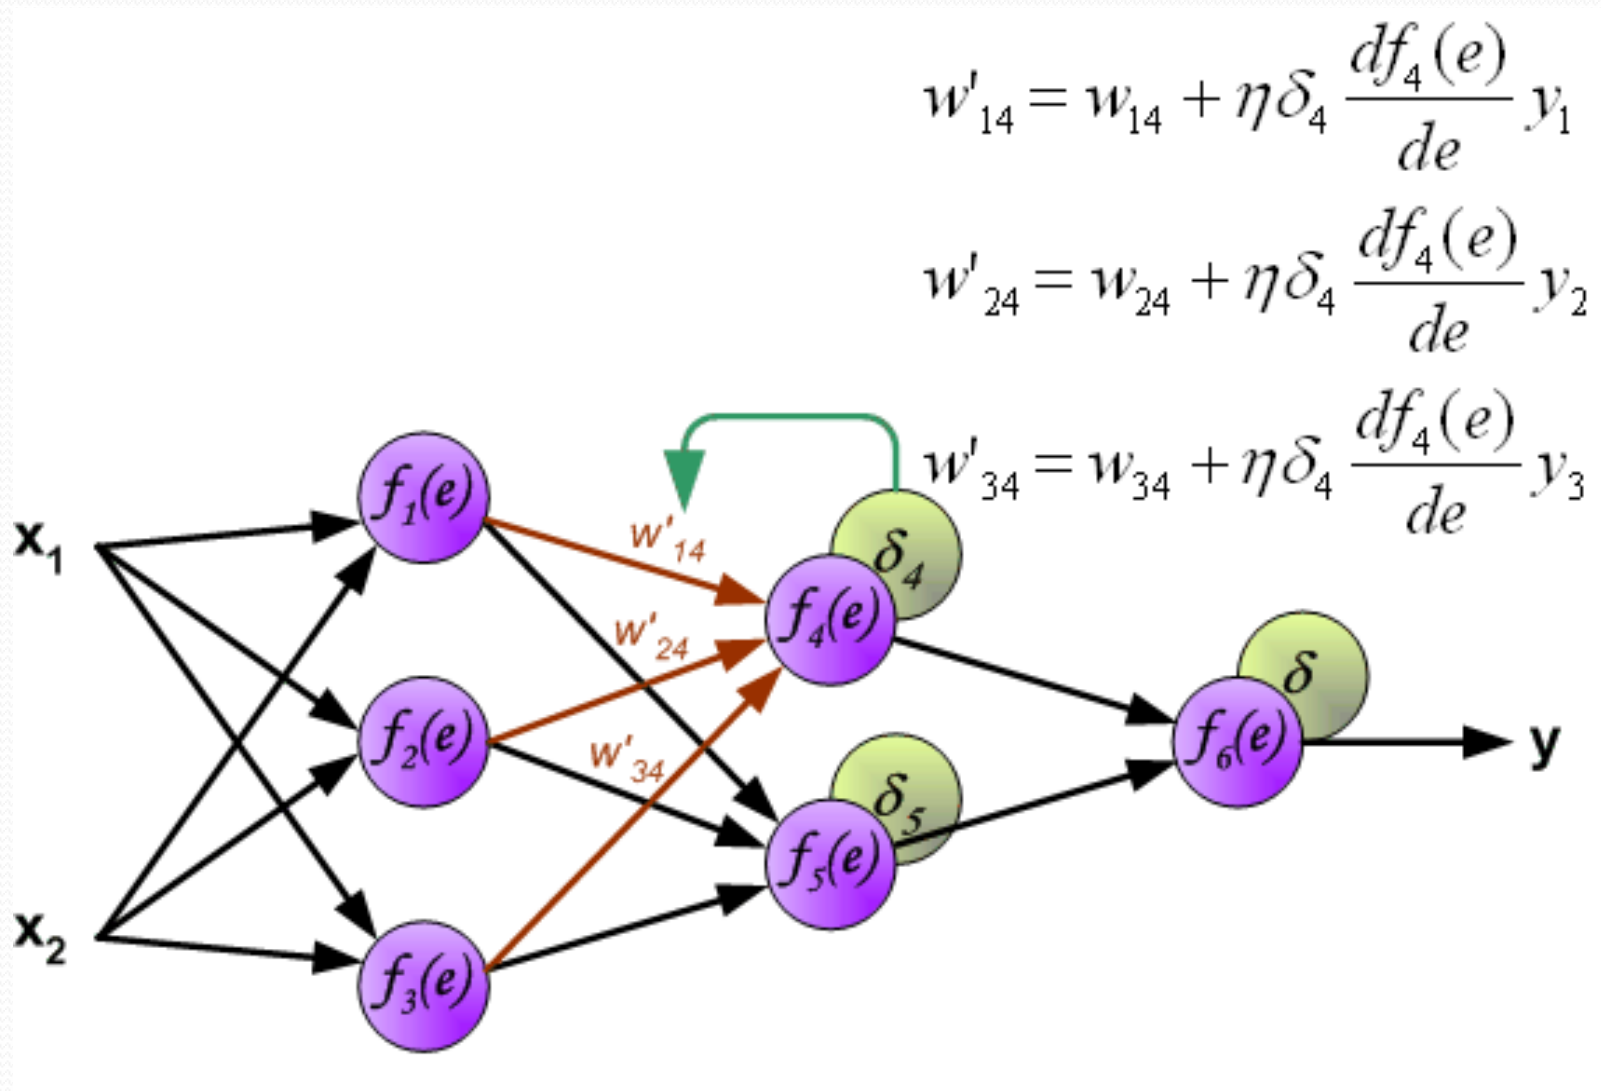 w'₁₄ = w₁₄ + ηδ₄ df₄(e)/de y₁
w'₂₄ = w₂₄ + ηδ₄ df₄(e)/de y₂
w'₃₄ = w₃₄ + ηδ₄ df₄(e)/de y₃
x₁
x₂
f₁(e)
f₂(e)
f₃(e)
w'₁₄
w'₂₄
w'₃₄
δ₄
f₄(e)
δ₅
f₅(e)
δ
f₆(e)
y